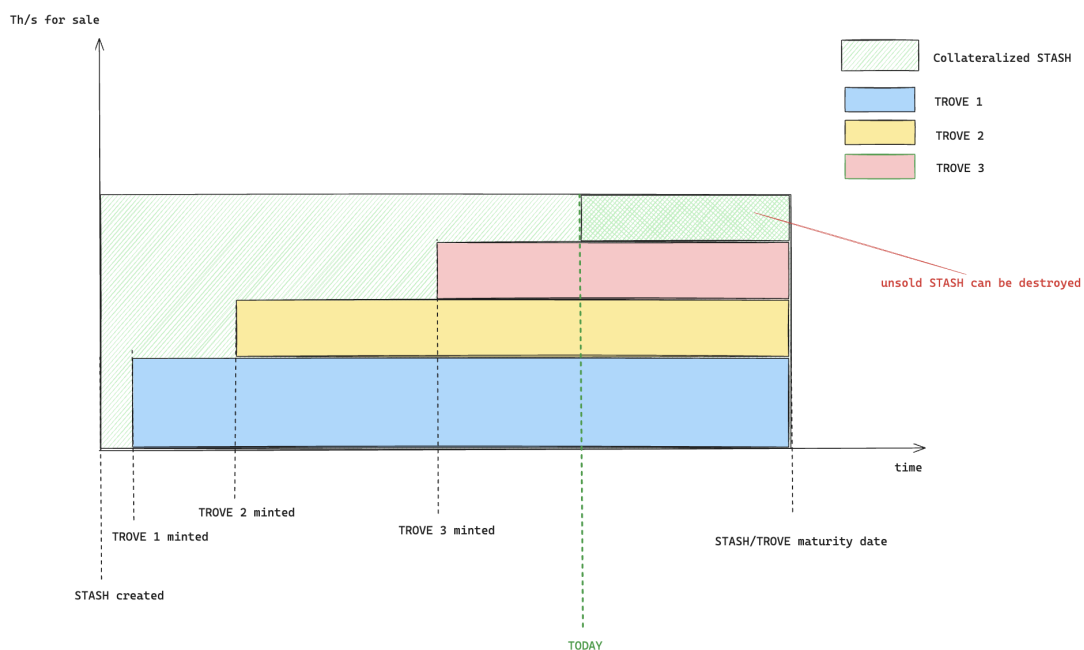 Th/s for sale
Collateralized STASH
TROVE 1
TROVE 2
TROVE 3
unsold STASH can be destroyed
time
TROVE 2 minted
TROVE 3 minted
TROVE 1 minted
STASH/TROVE maturity date
STASH created
TODAY